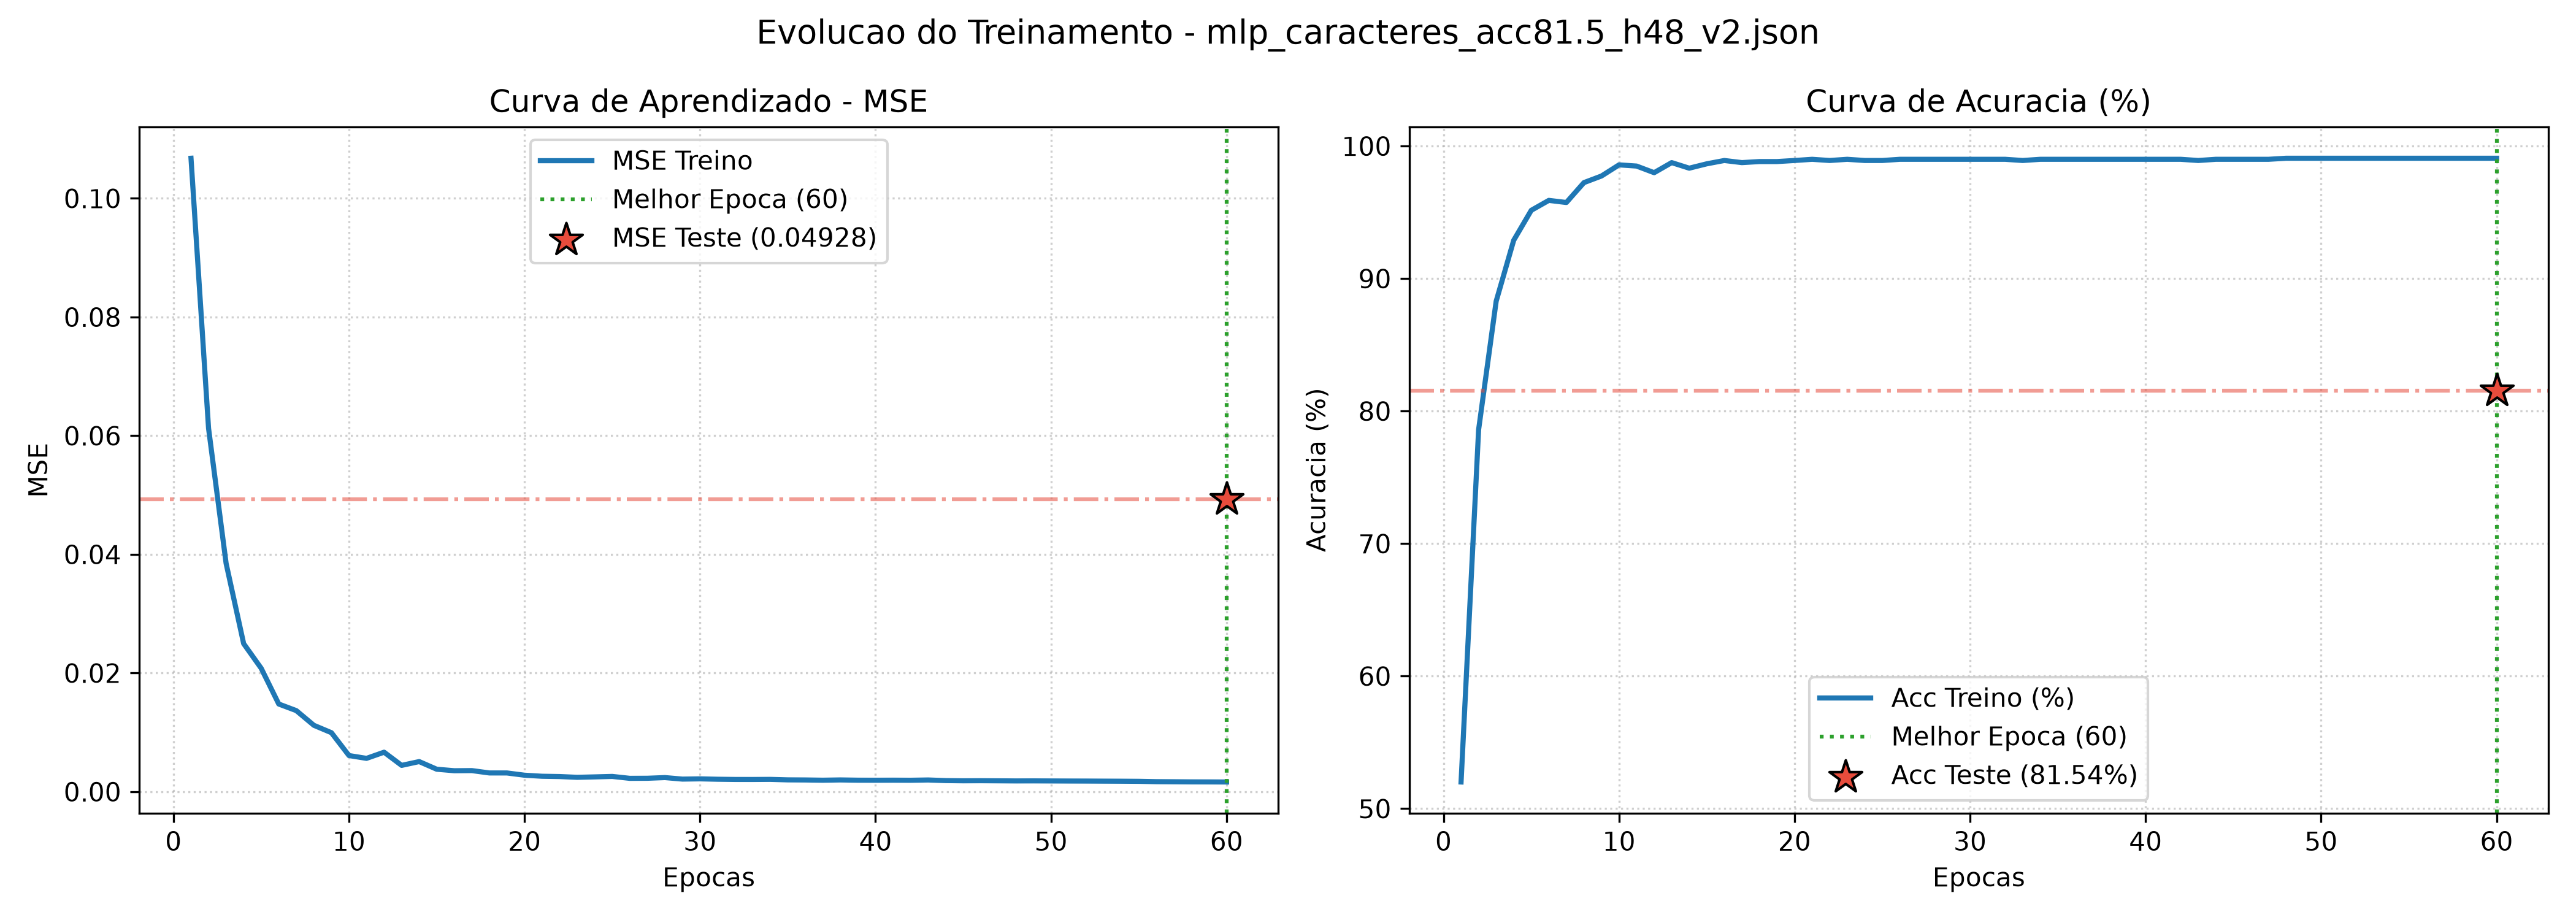 Evolucao do Treinamento - mlp_caracteres_acc81.5_h48_v2.json
Curva de Aprendizado - MSE
MSE Treino
Melhor Epoca (60)
MSE Teste (0.04928)
MSE
0.10
0.08
0.06
0.04
0.02
0.00
0 10 20 30 40 50 60
Epocas
Curva de Acuracia (%)
Acuracia (%)
100
90
80
70
60
50
Acc Treino (%)
Melhor Epoca (60)
Acc Teste (81.54%)
0 10 20 30 40 50 60
Epocas